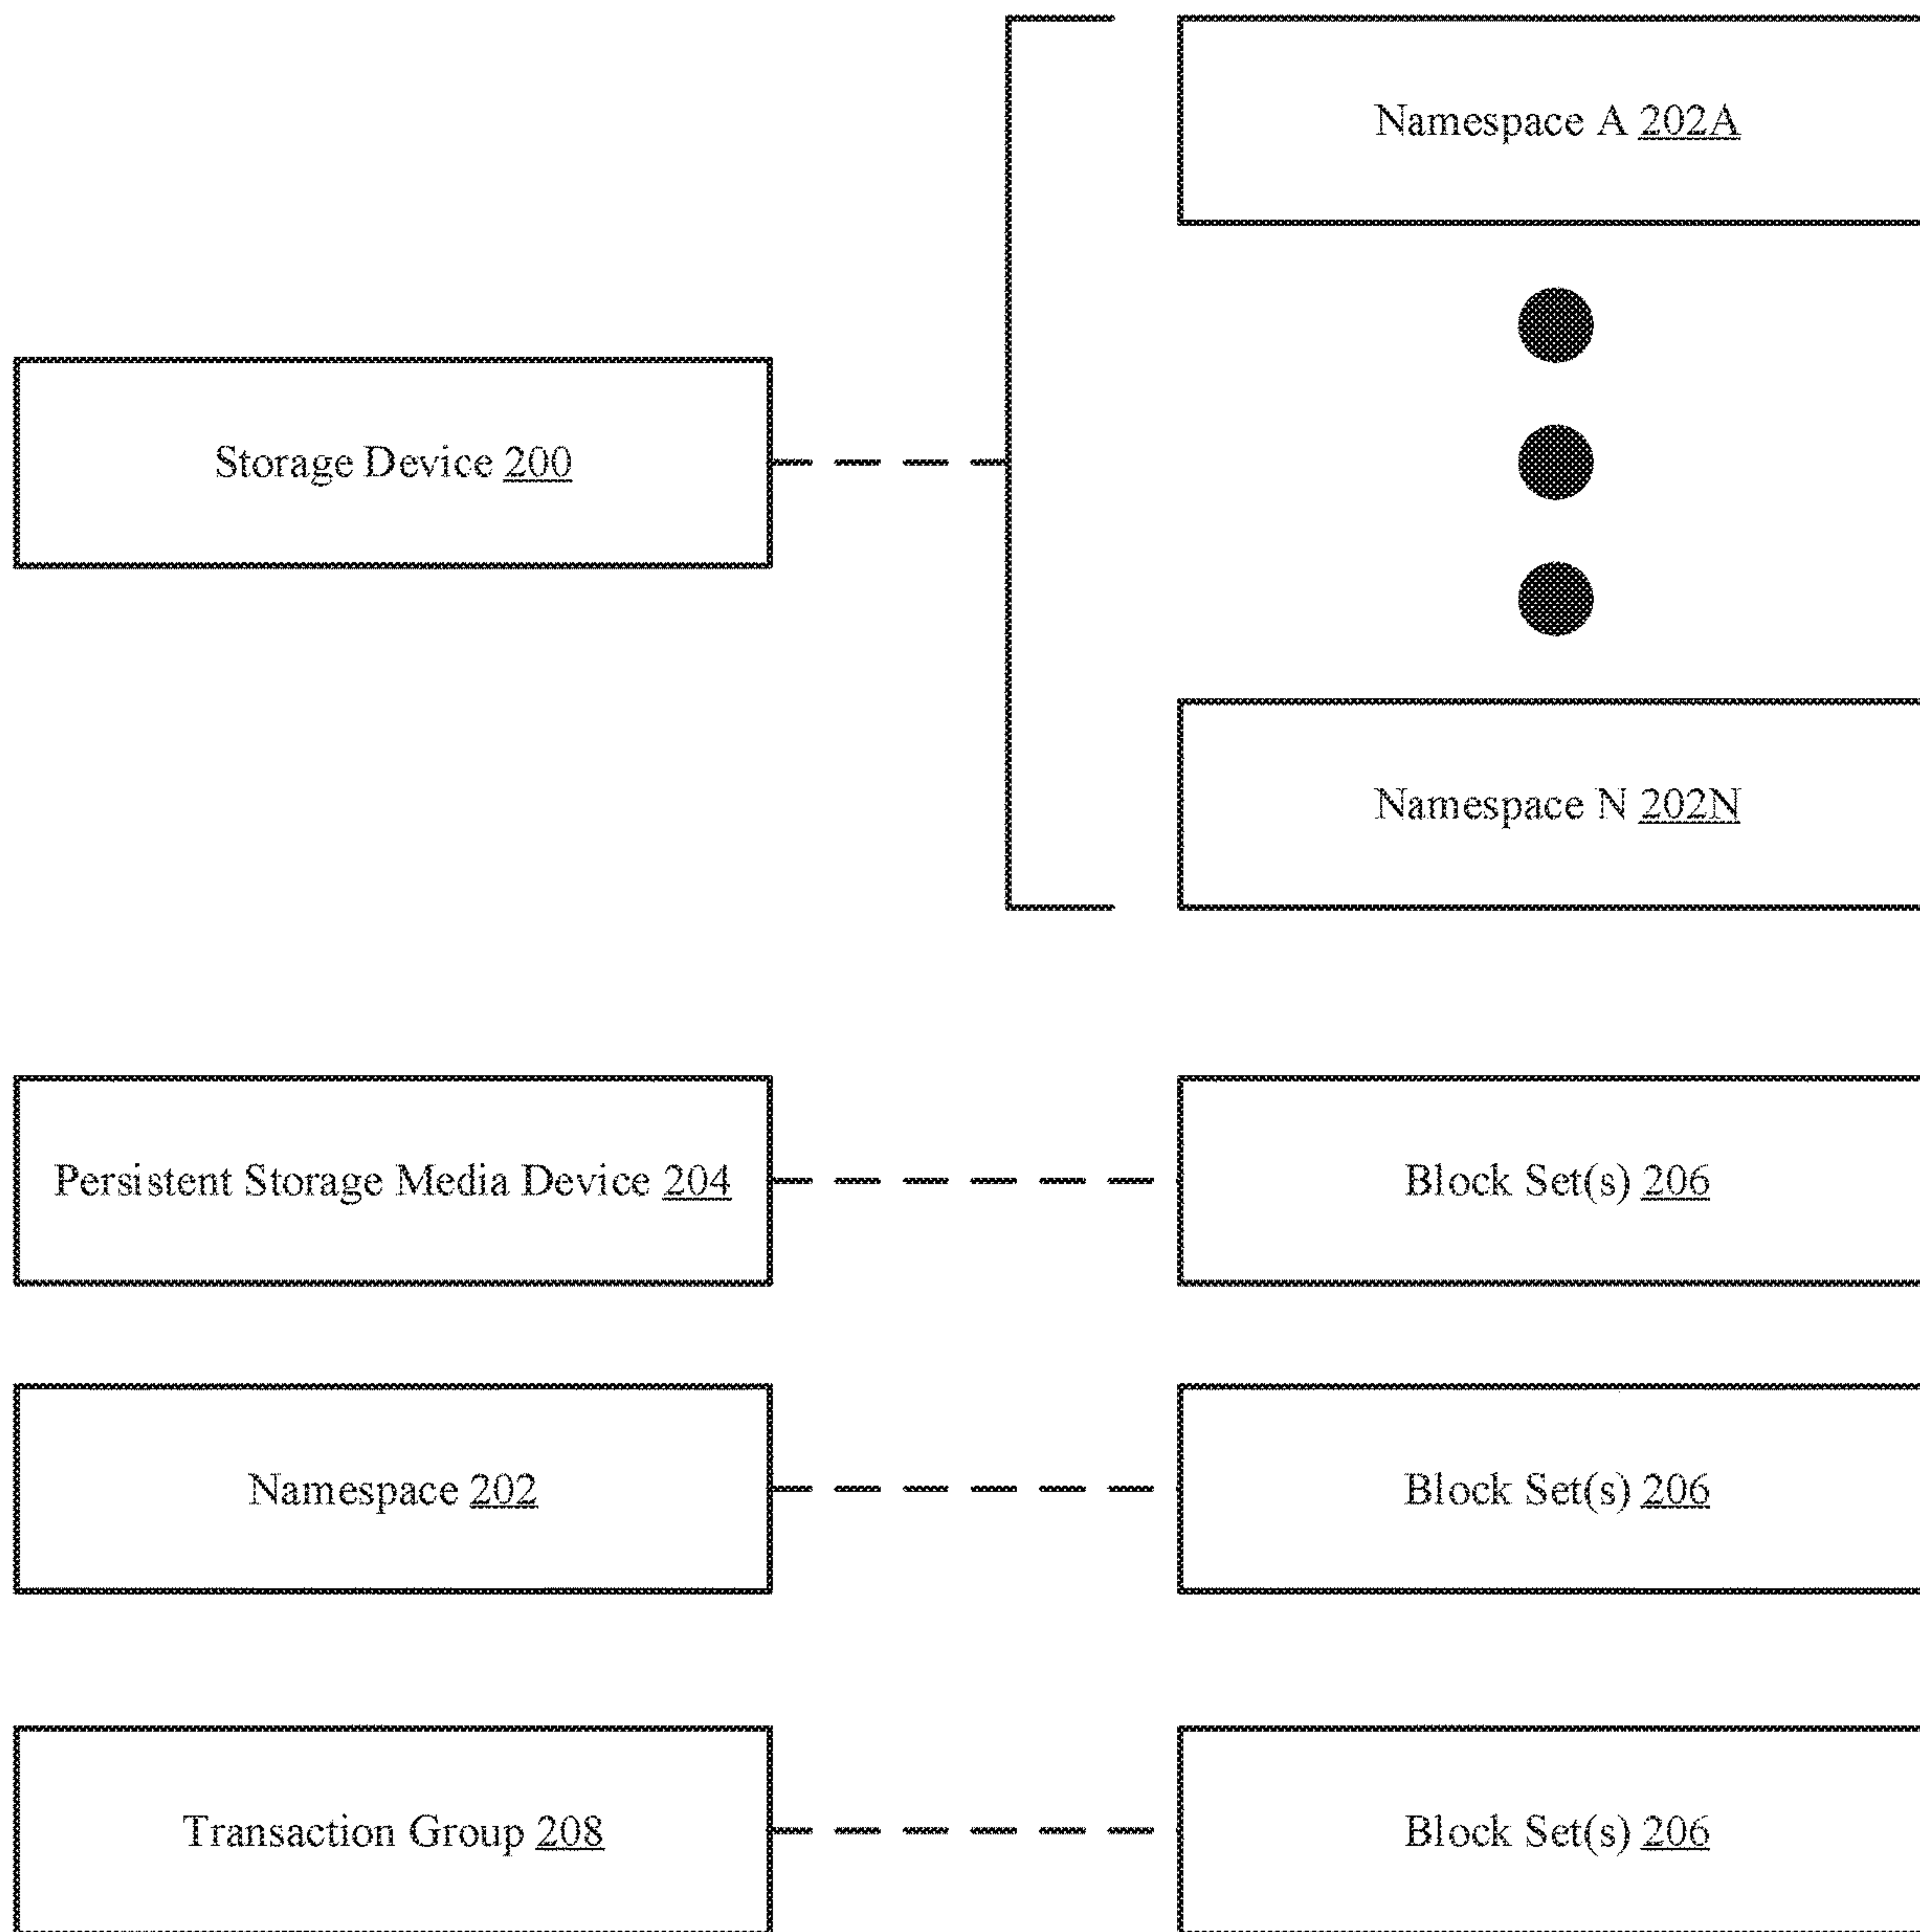 Namespace A 202A
Storage Device 200
Namespace N 202N
Persistent Storage Media Device 204
Block Set(s) 206
Namespace 202
Block Set(s) 206
Transaction Group 208
Block Set(s) 206